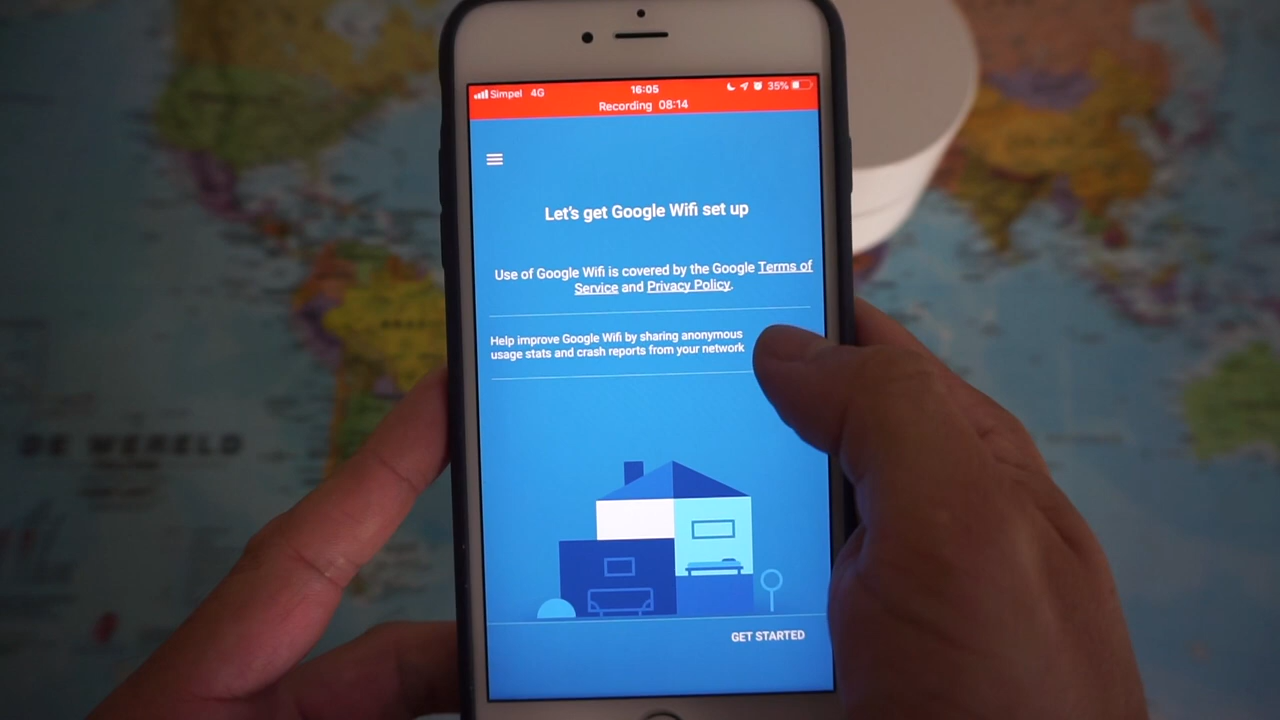 Simpel 4G 16:05 35%
Recording 08:14
Let's get Google Wifi set up
Use of Google Wifi is covered by the Google Terms of
Service and Privacy Policy.
Help improve Google Wifi by sharing anonymous
usage stats and crash reports from your network
GET STARTED
DE WERELD